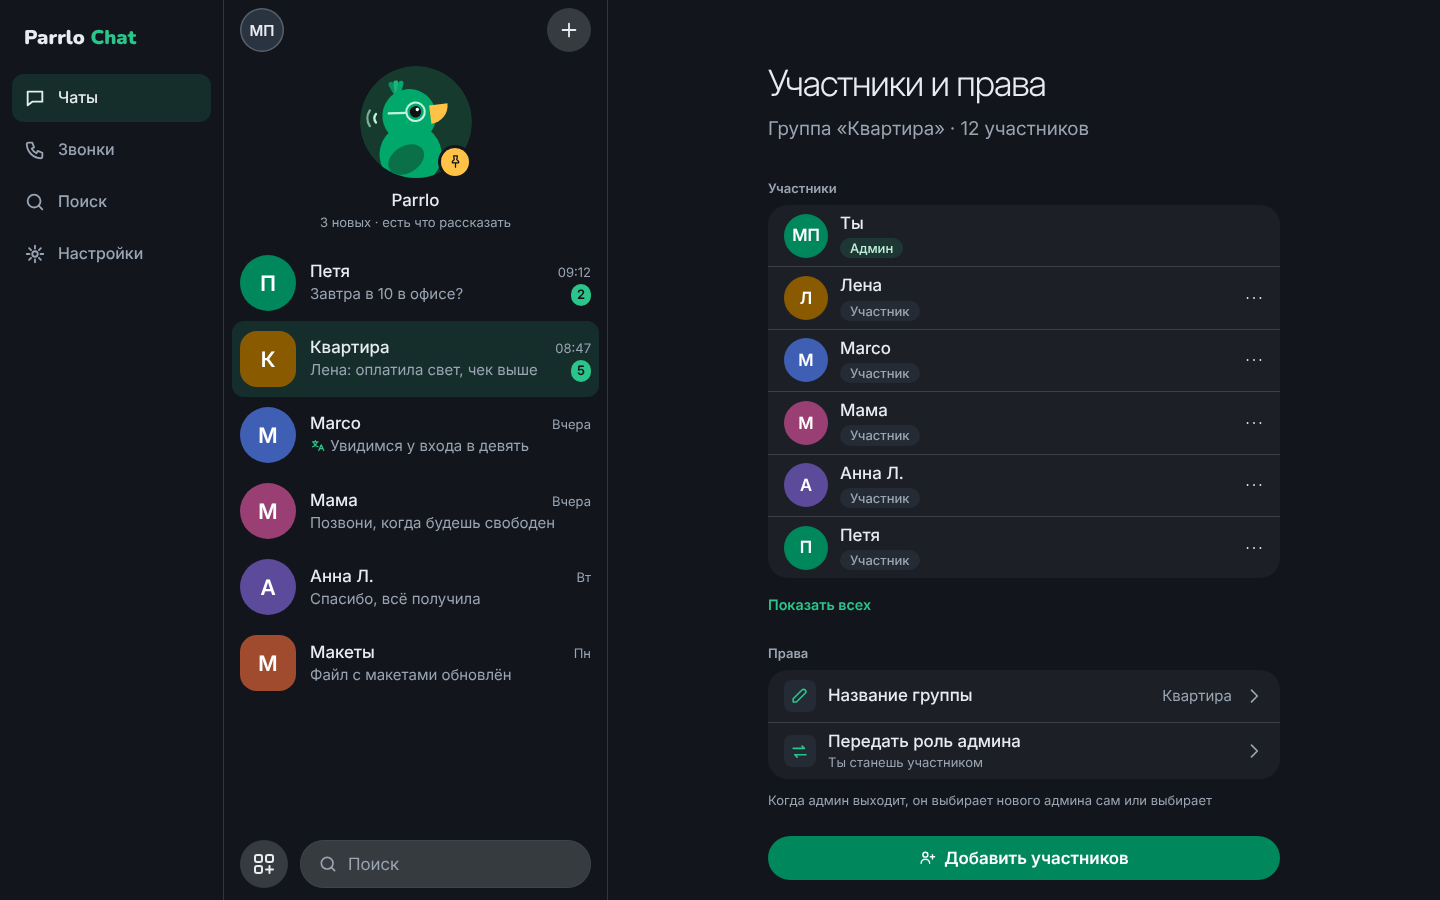 Parrlo Chat
Чаты
Звонки
Поиск
Настройки
МП
Parrlo
3 новых · есть что рассказать
П
Петя
09:12
Завтра в 10 в офисе?
2
К
Квартира
08:47
Лена: оплатила свет, чек выше
5
M
Marco
Вчера
Увидимся у входа в девять
М
Мама
Вчера
Позвони, когда будешь свободен
А
Анна Л.
Вт
Спасибо, всё получила
М
Макеты
Пн
Файл с макетами обновлён
Поиск
Участники и права
Группа «Квартира» · 12 участников
Участники
МП
Ты
Админ
Л
Лена
Участник
M
Marco
Участник
М
Мама
Участник
А
Анна Л.
Участник
П
Петя
Участник
Показать всех
Права
Название группы
Квартира
Передать роль админа
Ты станешь участником
Когда админ выходит, он выбирает нового админа сам или выбирает
Добавить участников